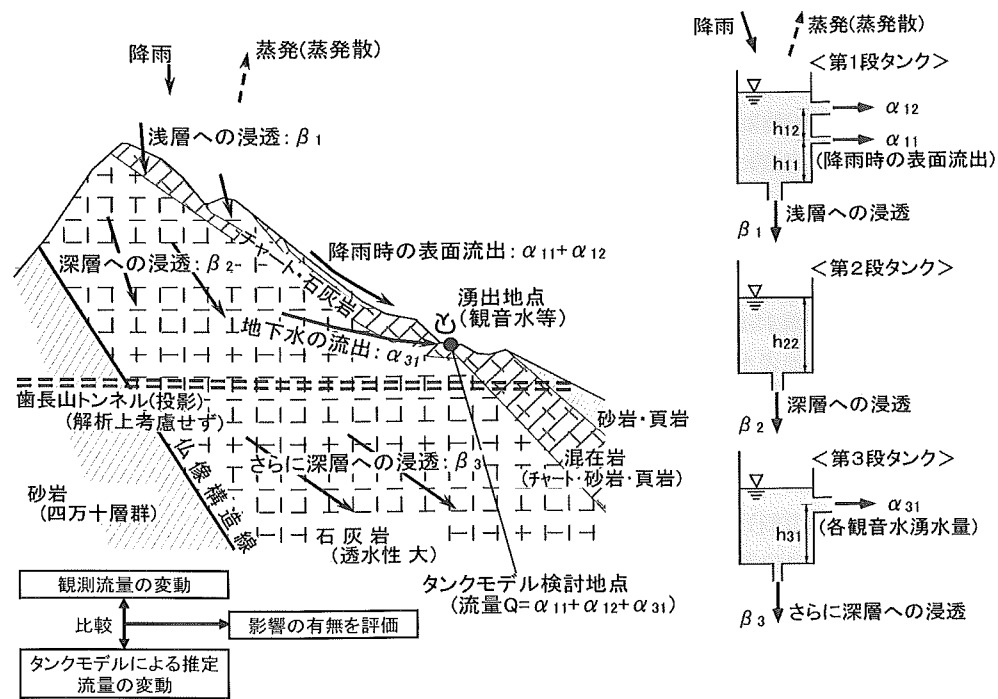 降雨
蒸発(蒸発散)
浅層への浸透：β1
深層への浸透：β2
チャート・石灰岩
降雨時の表面流出：α11＋α12
湧出地点
(観音水等)
地下水の流出：α31
歯長山トンネル(投影)
(解析上考慮せず)
仏像構造線
砂岩
(四万十層群)
さらに深層への浸透：β3
石灰岩
(透水性 大)
砂岩・頁岩
混在岩
(チャート・砂岩・頁岩)
タンクモデル検討地点
(流量Q=α11+α12+α31)
観測流量の変動
比較
影響の有無を評価
タンクモデルによる推定
流量の変動
降雨
蒸発(蒸発散)
＜第1段タンク＞
α12
h12
α11
h11
(降雨時の表面流出)
浅層への浸透
β1
＜第2段タンク＞
h22
深層への浸透
β2
＜第3段タンク＞
α31
(各観音水湧水量)
h31
β3
さらに深層への浸透